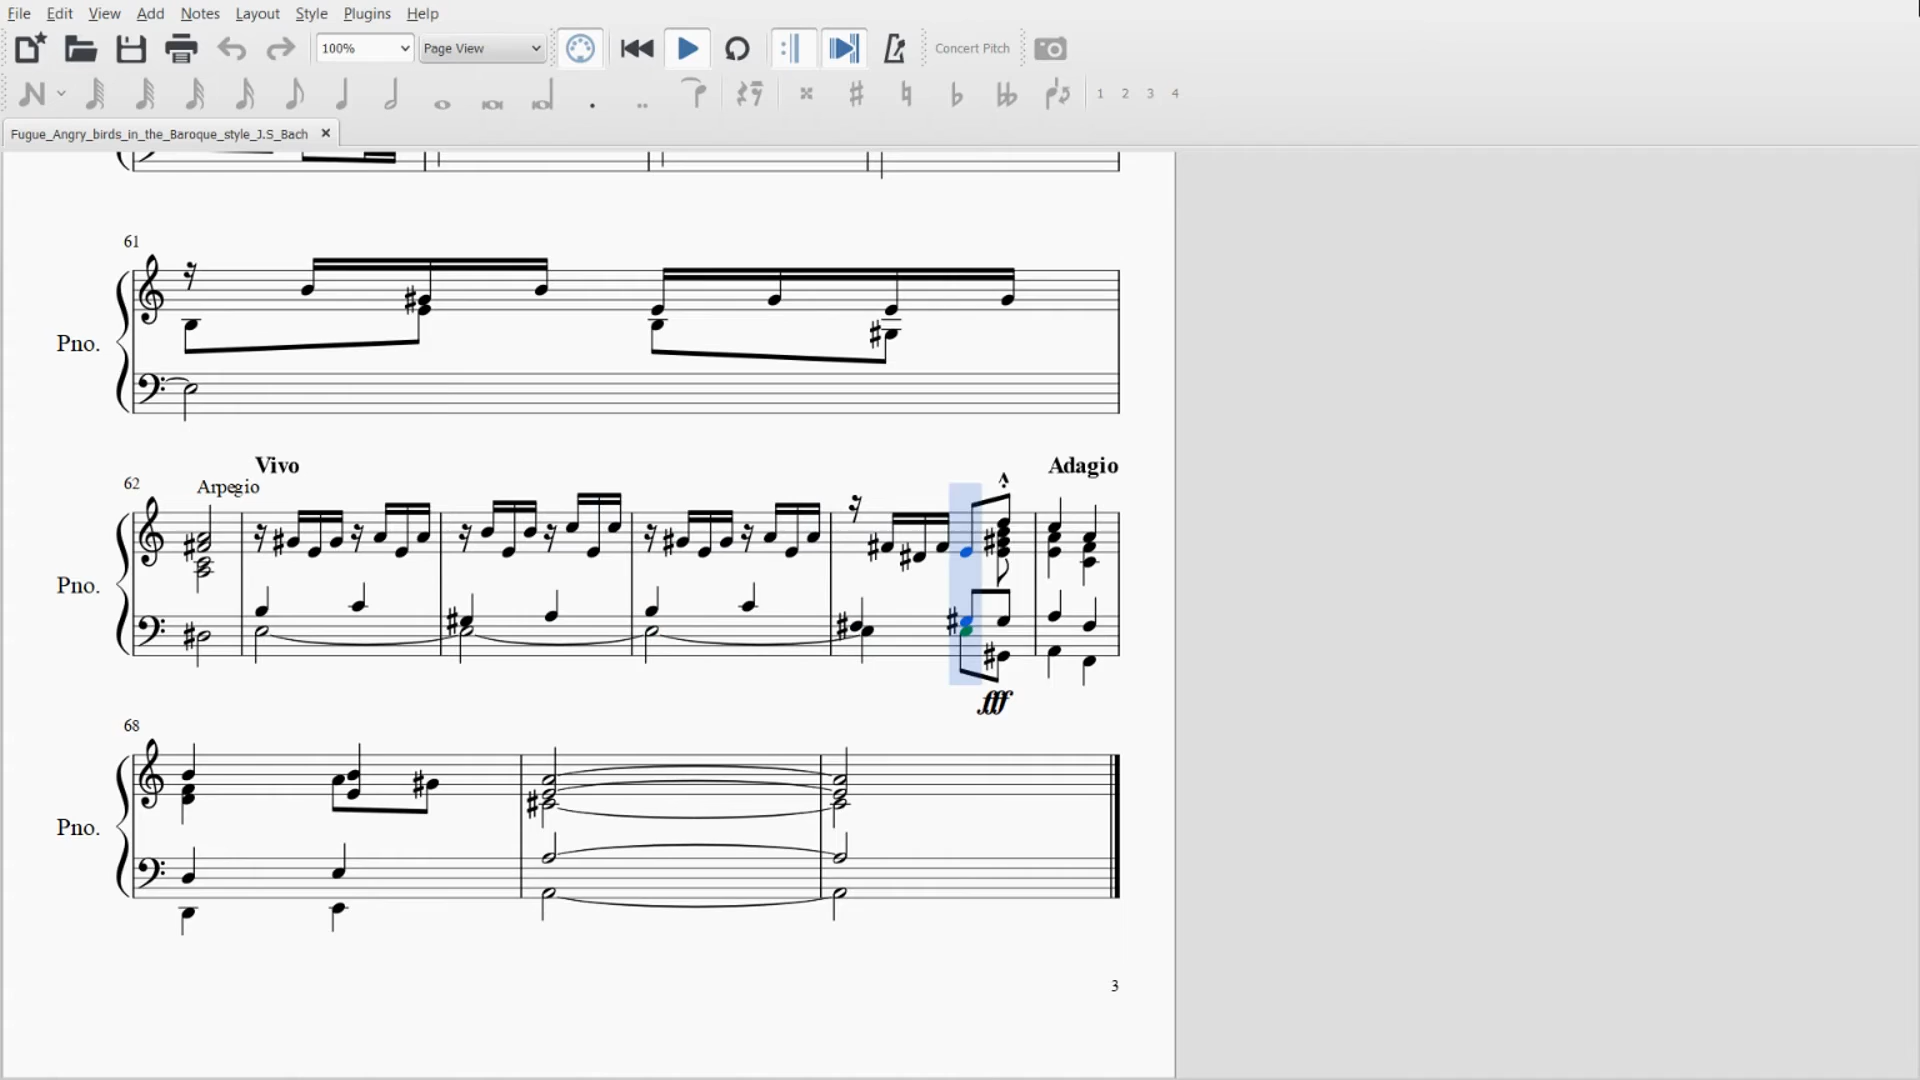 File Edit View Add Notes Layout Style Plugins Help
100% Page View Concert Pitch
1 2 3 4
Fugue_Angry_birds_in_the_Baroque_style_J.S_Bach
61
Pno.
Vivo Adagio
62 Arpegio
Pno.
fff
68
Pno.
3